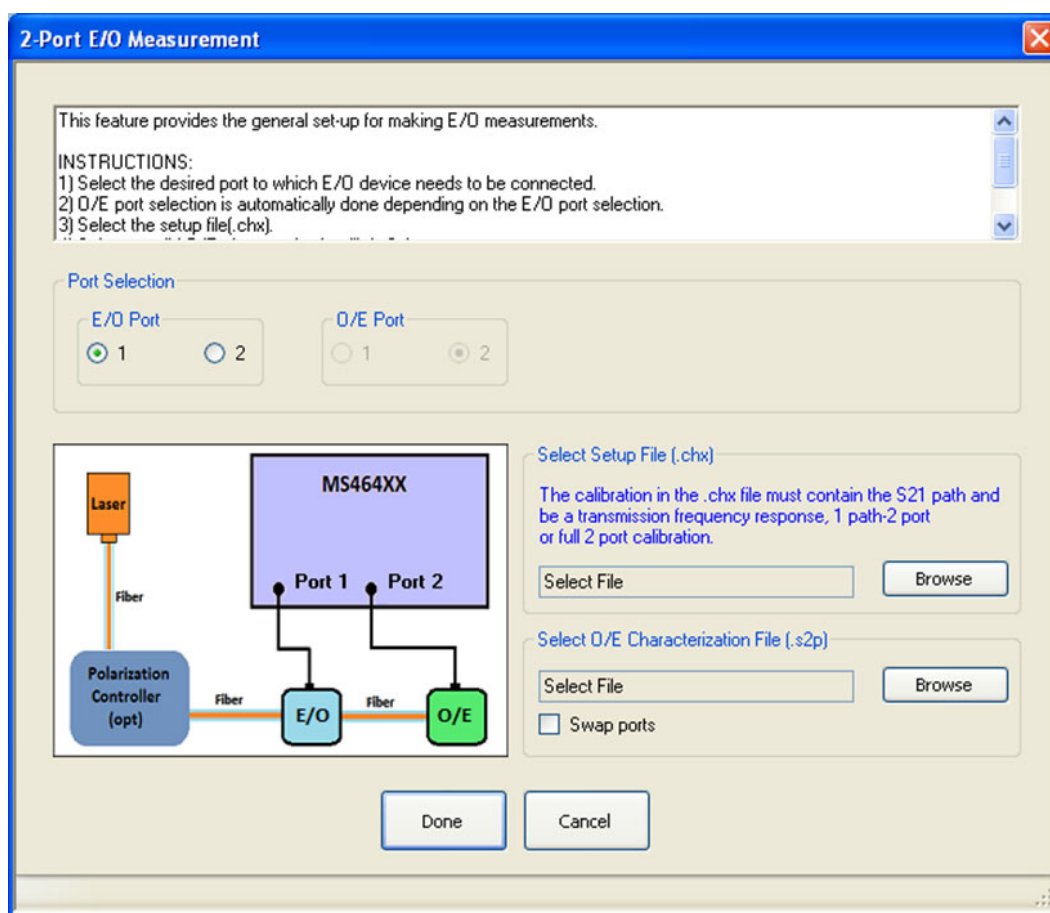 2-Port E/O Measurement
This feature provides the general set-up for making E/O measurements.
INSTRUCTIONS:
1) Select the desired port to which E/O device needs to be connected.
2) O/E port selection is automatically done depending on the E/O port selection.
3) Select the setup file(.chx).
Port Selection
E/O Port
1
2
O/E Port
1
2
Laser
Fiber
Polarization
Controller
(opt)
Fiber
MS464XX
Port 1
Port 2
E/O
Fiber
O/E
Select Setup File (.chx)
The calibration in the .chx file must contain the S21 path and
be a transmission frequency response, 1 path-2 port
or full 2 port calibration.
Select File
Browse
Select O/E Characterization File (.s2p)
Select File
Browse
Swap ports
Done
Cancel